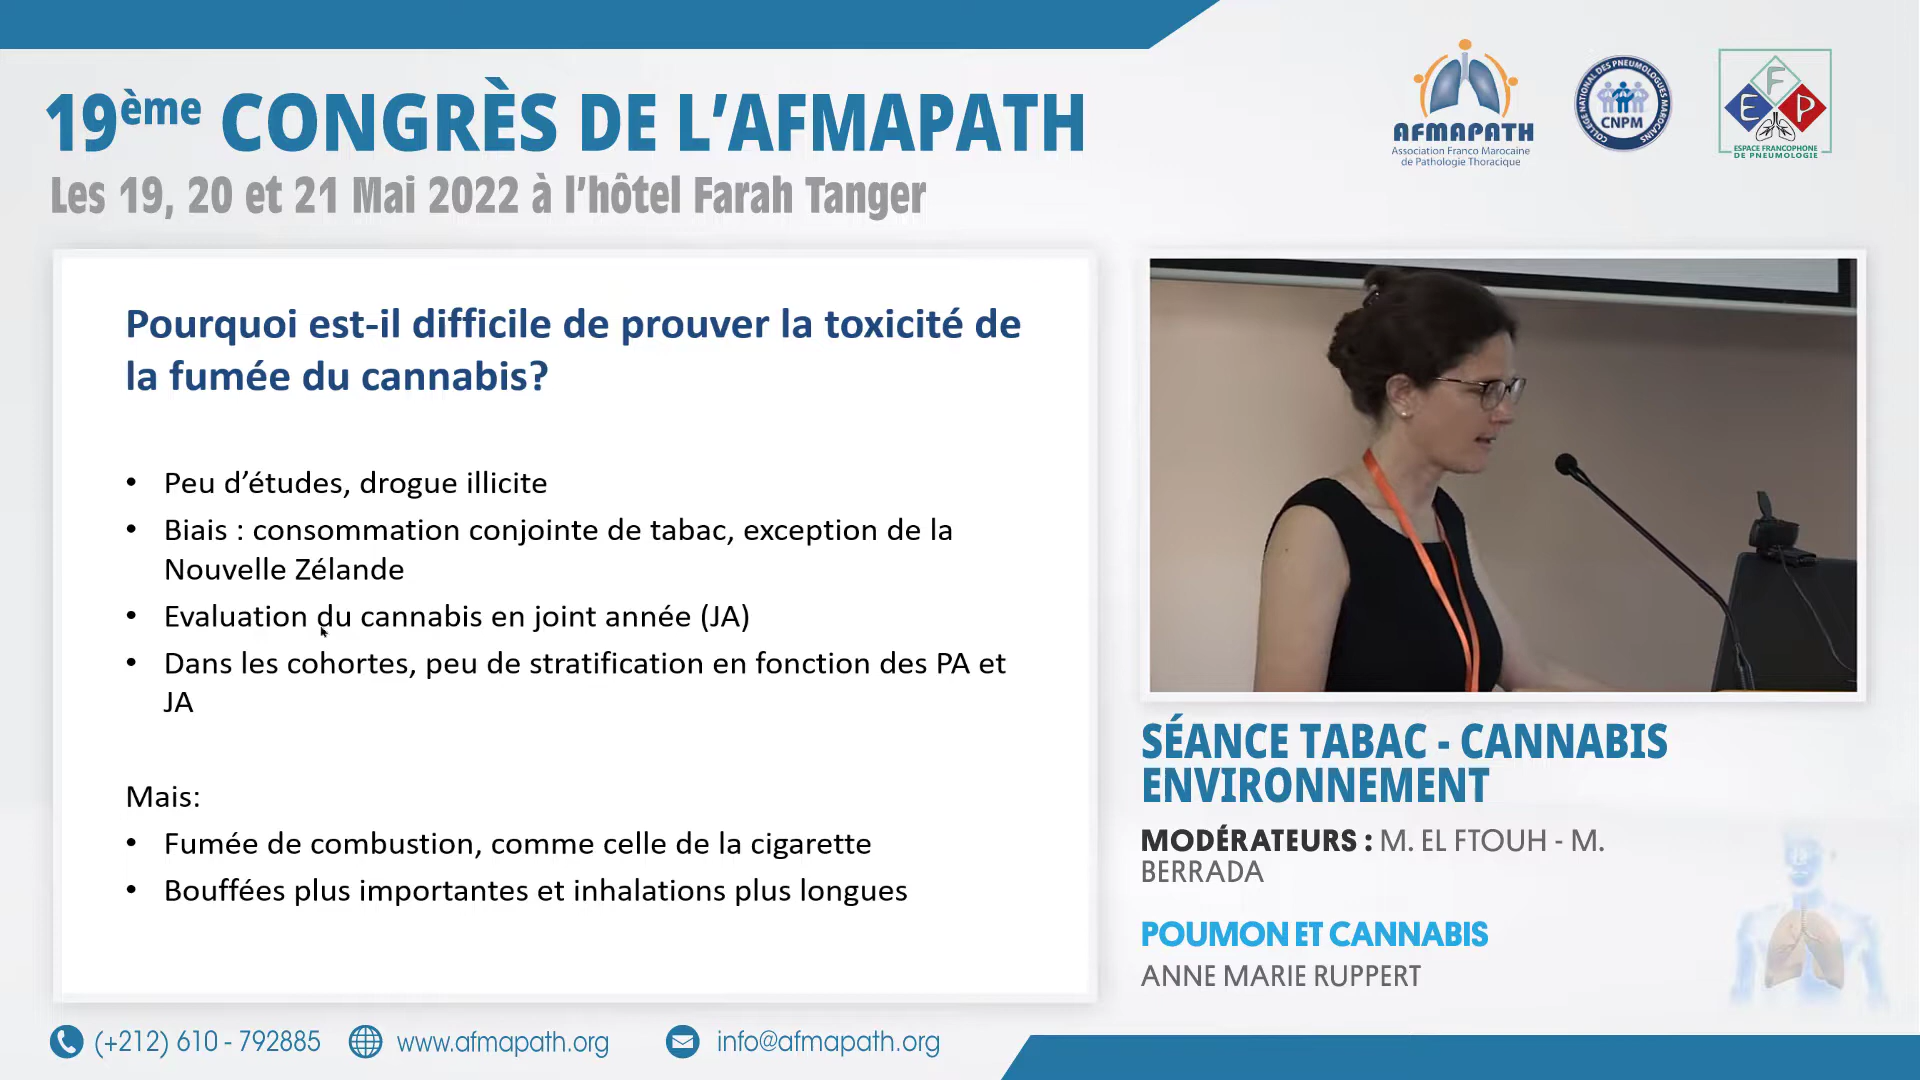 19ème CONGRÈS DE L’AFMAPATH
Les 19, 20 et 21 Mai 2022 à l’hôtel Farah Tanger
AFMAPATH
Association Franco Marocaine
de Pathologie Thoracique
COLLEGE NATIONAL DES PNEUMOLOGUES MAROCAINS
CNPM
E F P
ESPACE FRANCOPHONE
DE PNEUMOLOGIE
Pourquoi est-il difficile de prouver la toxicité de
la fumée du cannabis?
• Peu d’études, drogue illicite
• Biais : consommation conjointe de tabac, exception de la
Nouvelle Zélande
• Evaluation du cannabis en joint année (JA)
• Dans les cohortes, peu de stratification en fonction des PA et
JA
Mais:
• Fumée de combustion, comme celle de la cigarette
• Bouffées plus importantes et inhalations plus longues
SÉANCE TABAC - CANNABIS
ENVIRONNEMENT
MODÉRATEURS : M. EL FTOUH - M.
BERRADA
POUMON ET CANNABIS
ANNE MARIE RUPPERT
(+212) 610 - 792885
www.afmapath.org
info@afmapath.org